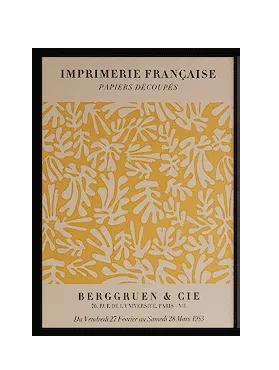 IMPRIMERIE FRANÇAISE
PAPIERS DÉCOUPÉS
BERGGRUEN & CIE
70, RUE DE L'UNIVERSITÉ, PARIS - VII
Du Vendredi 27 Fevrier au Samedi 28 Mars 1953